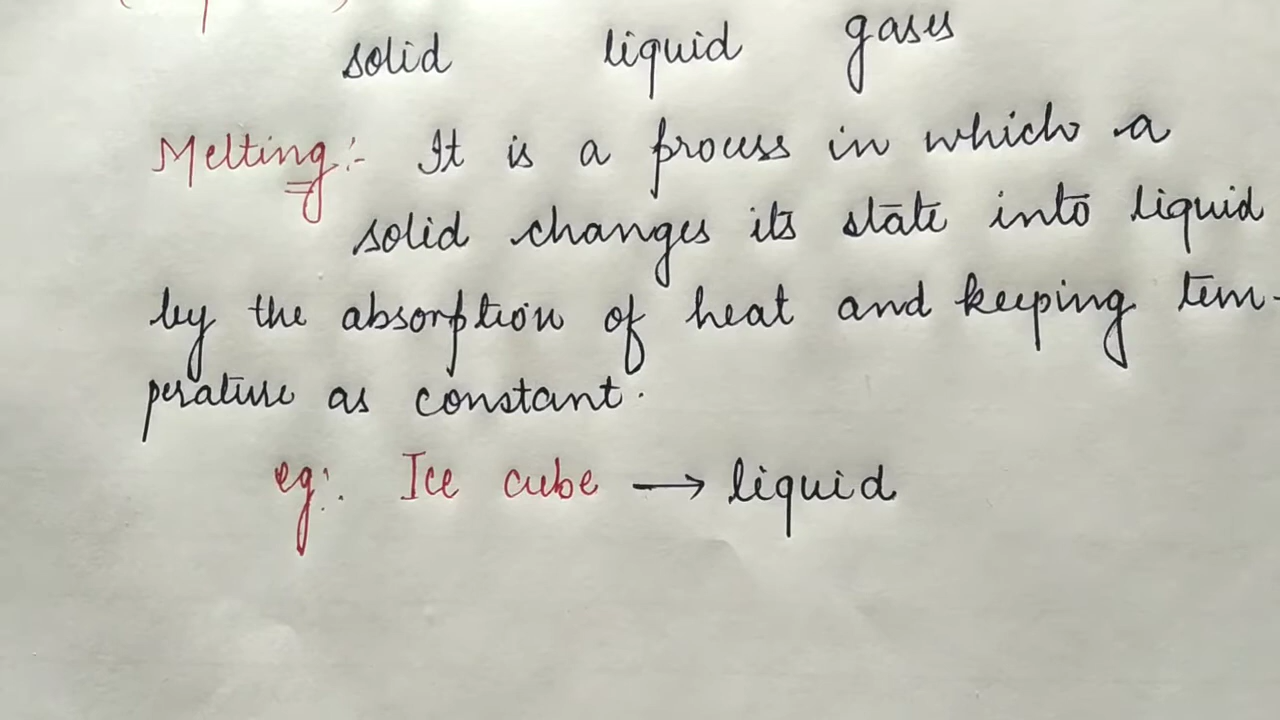 solid liquid gases
Melting:- It is a process in which a
solid changes its state into liquid
by the absorption of heat and keeping tem-
perature as constant.
eg:. Ice cube → liquid